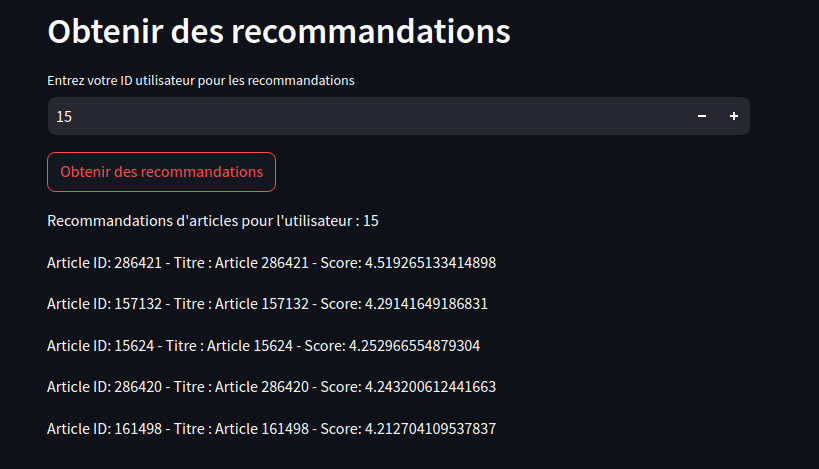 Obtenir des recommandations
Entrez votre ID utilisateur pour les recommandations
15
Obtenir des recommandations
Recommandations d'articles pour l'utilisateur : 15
Article ID: 286421 - Titre : Article 286421 - Score: 4.519265133414898
Article ID: 157132 - Titre : Article 157132 - Score: 4.29141649186831
Article ID: 15624 - Titre : Article 15624 - Score: 4.252966554879304
Article ID: 286420 - Titre : Article 286420 - Score: 4.243200612441663
Article ID: 161498 - Titre : Article 161498 - Score: 4.212704109537837